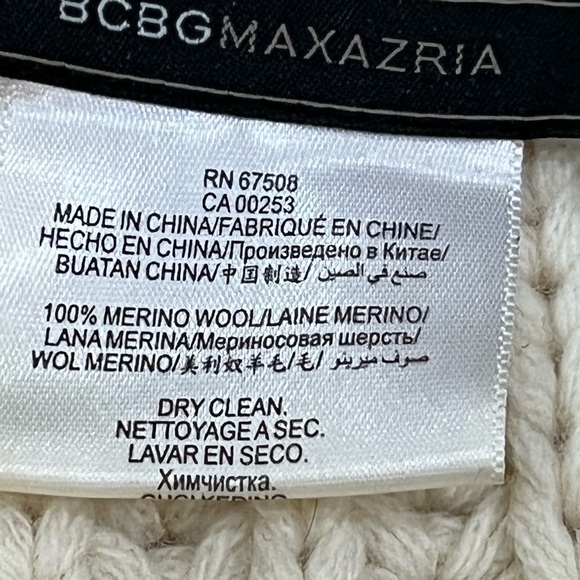 BCBGMAXAZRIA
RN 67508
CA 00253
MADE IN CHINA/FABRIQUÉ EN CHINE/
HECHO EN CHINA/Произведено в Китае/
BUATAN CHINA/中国制造/ صنع في الصين
100% MERINO WOOL/LAINE MERINO/
LANA MERINA/Мериносовая шерсть/
WOL MERINO/美利奴羊毛/毛/ صوف مرينو
DRY CLEAN.
NETTOYAGE A SEC.
LAVAR EN SECO.
Химчистка.